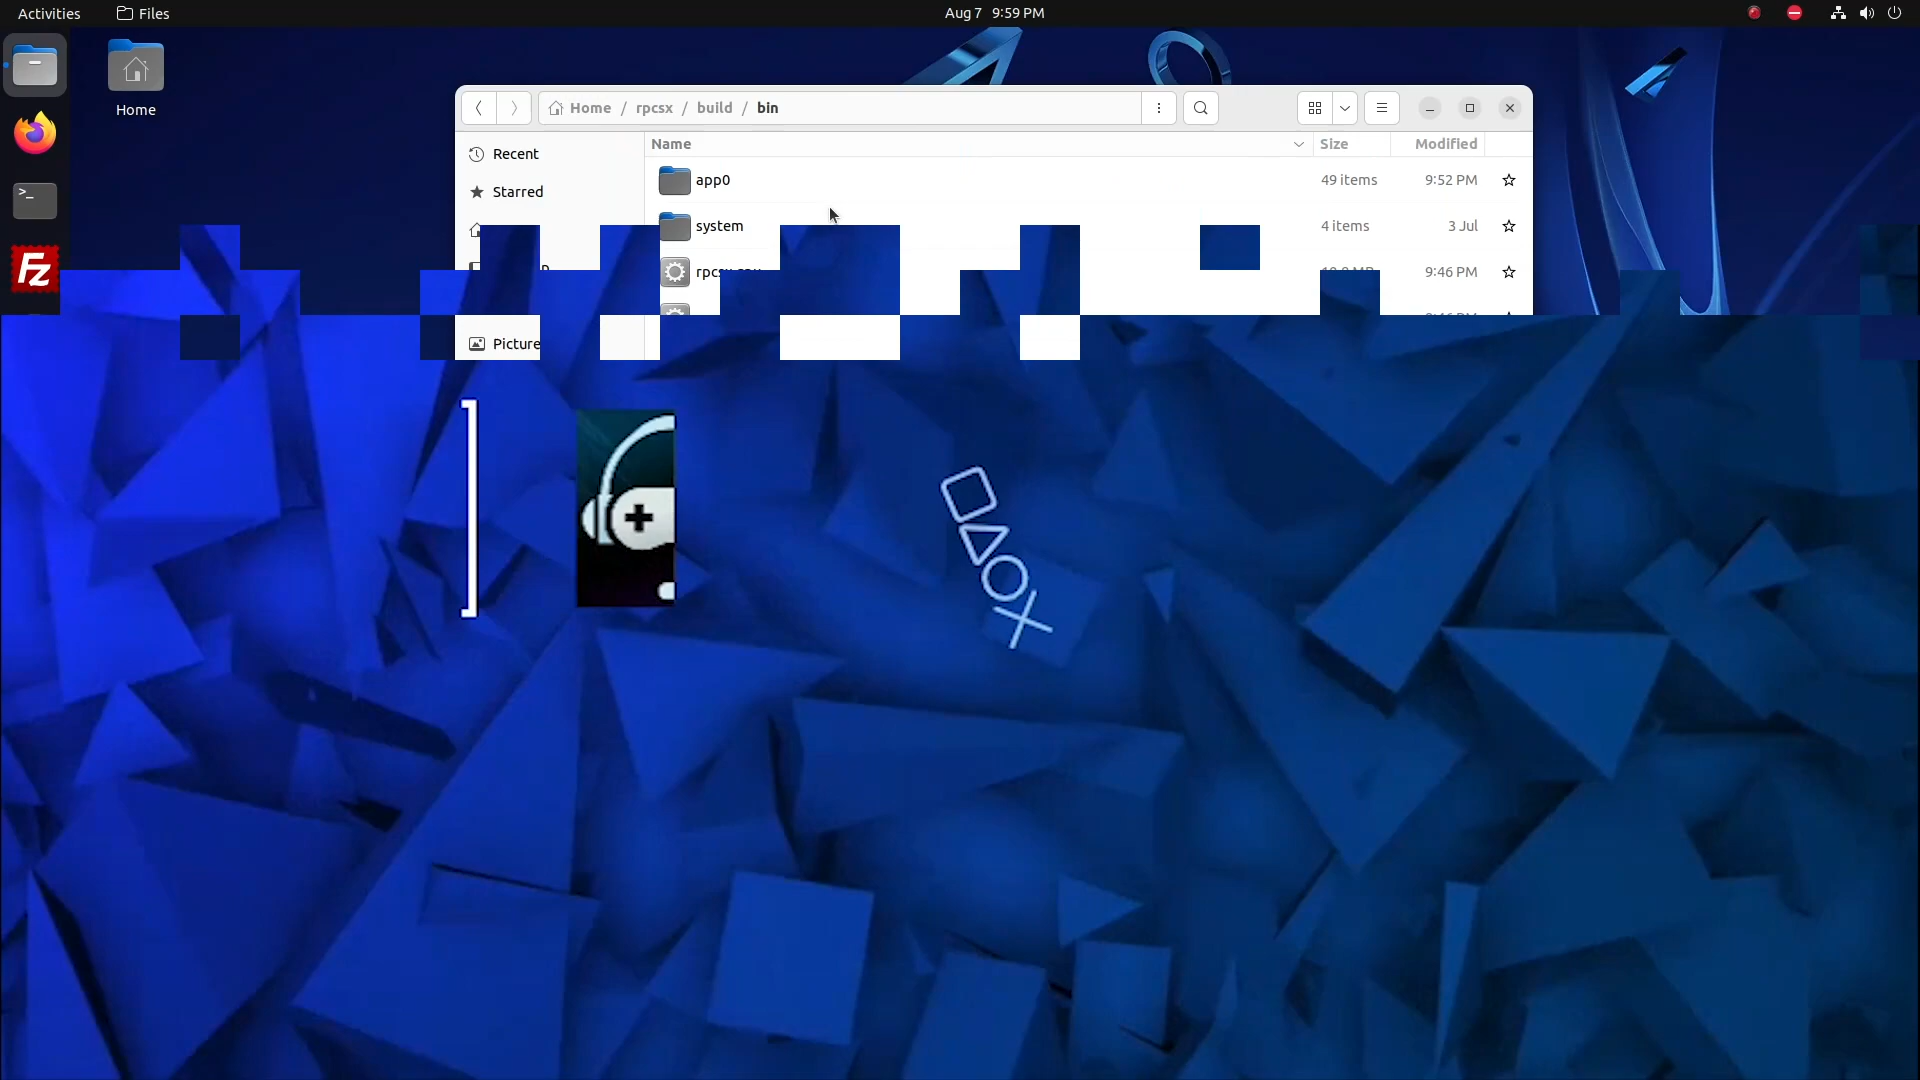 Activities Files Aug 7 9:59 PM
Home
Home / rpcsx / build / bin
Name Size Modified
Recent
app0 49 items 9:52 PM
Starred
system 4 items 3 Jul
>_
FZ
9:46 PM
Picture